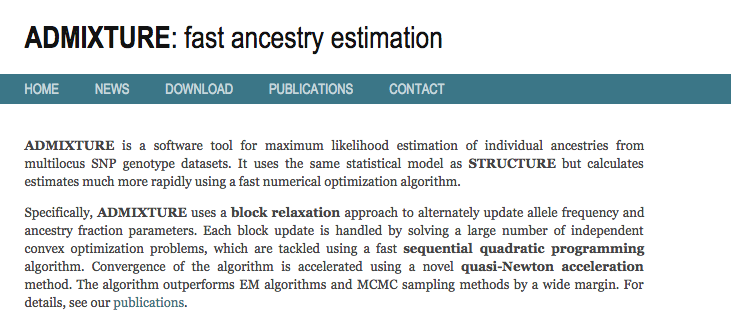 ADMIXTURE: fast ancestry estimation
HOME NEWS DOWNLOAD PUBLICATIONS CONTACT
ADMIXTURE is a software tool for maximum likelihood estimation of individual ancestries from
multilocus SNP genotype datasets. It uses the same statistical model as STRUCTURE but calculates
estimates much more rapidly using a fast numerical optimization algorithm.
Specifically, ADMIXTURE uses a block relaxation approach to alternately update allele frequency and
ancestry fraction parameters. Each block update is handled by solving a large number of independent
convex optimization problems, which are tackled using a fast sequential quadratic programming
algorithm. Convergence of the algorithm is accelerated using a novel quasi-Newton acceleration
method. The algorithm outperforms EM algorithms and MCMC sampling methods by a wide margin. For
details, see our publications.